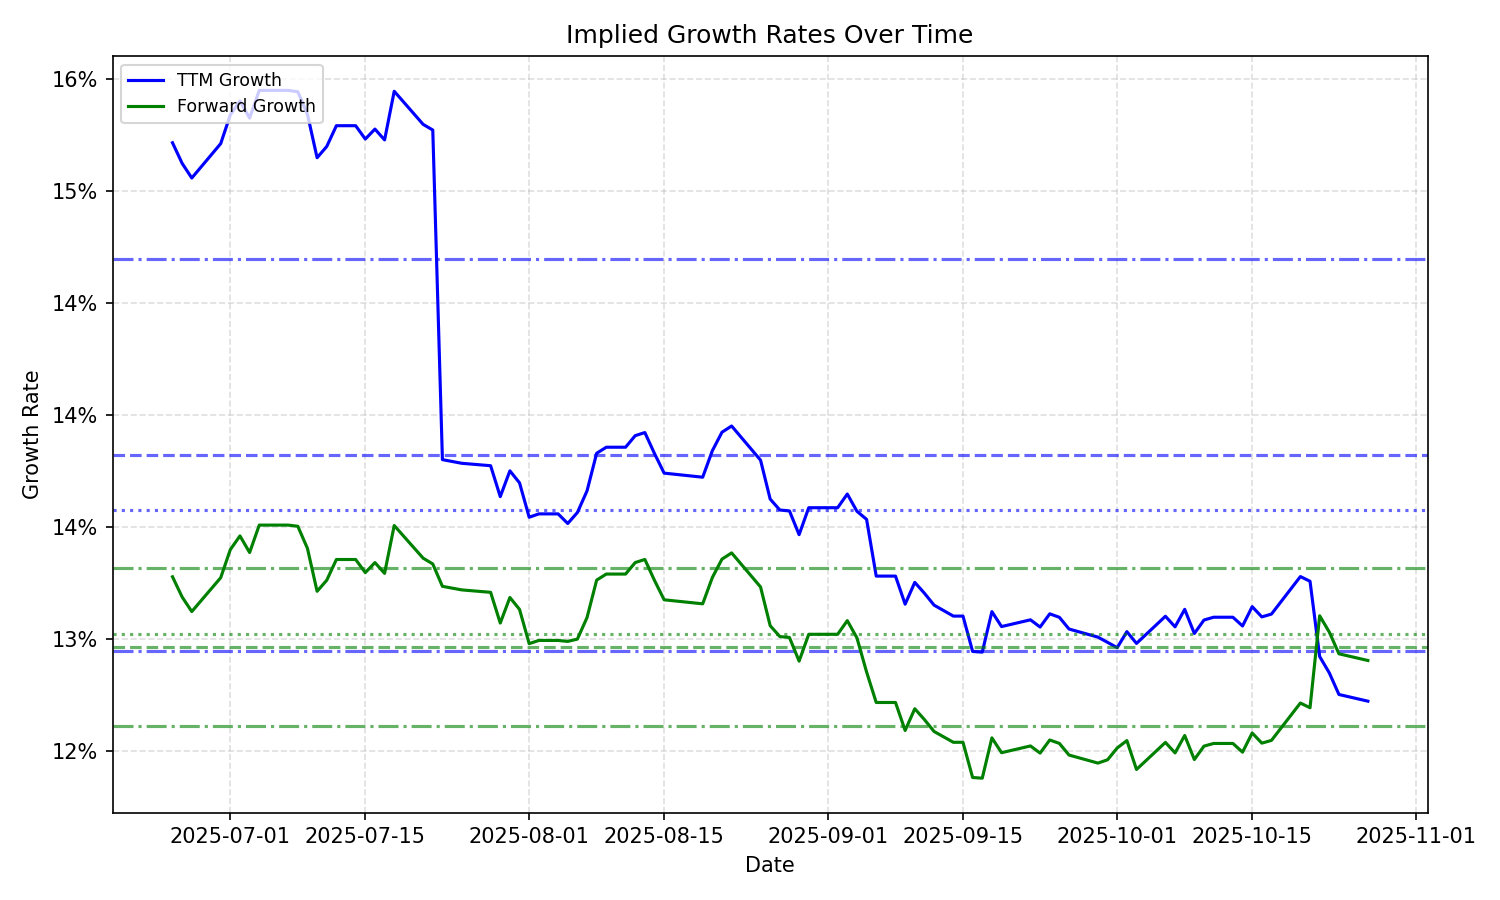 Implied Growth Rates Over Time
TTM Growth
Forward Growth
16%
15%
14%
14%
14%
13%
12%
Growth Rate
2025-07-01 2025-07-15 2025-08-01 2025-08-15 2025-09-01 2025-09-15 2025-10-01 2025-10-15 2025-11-01
Date